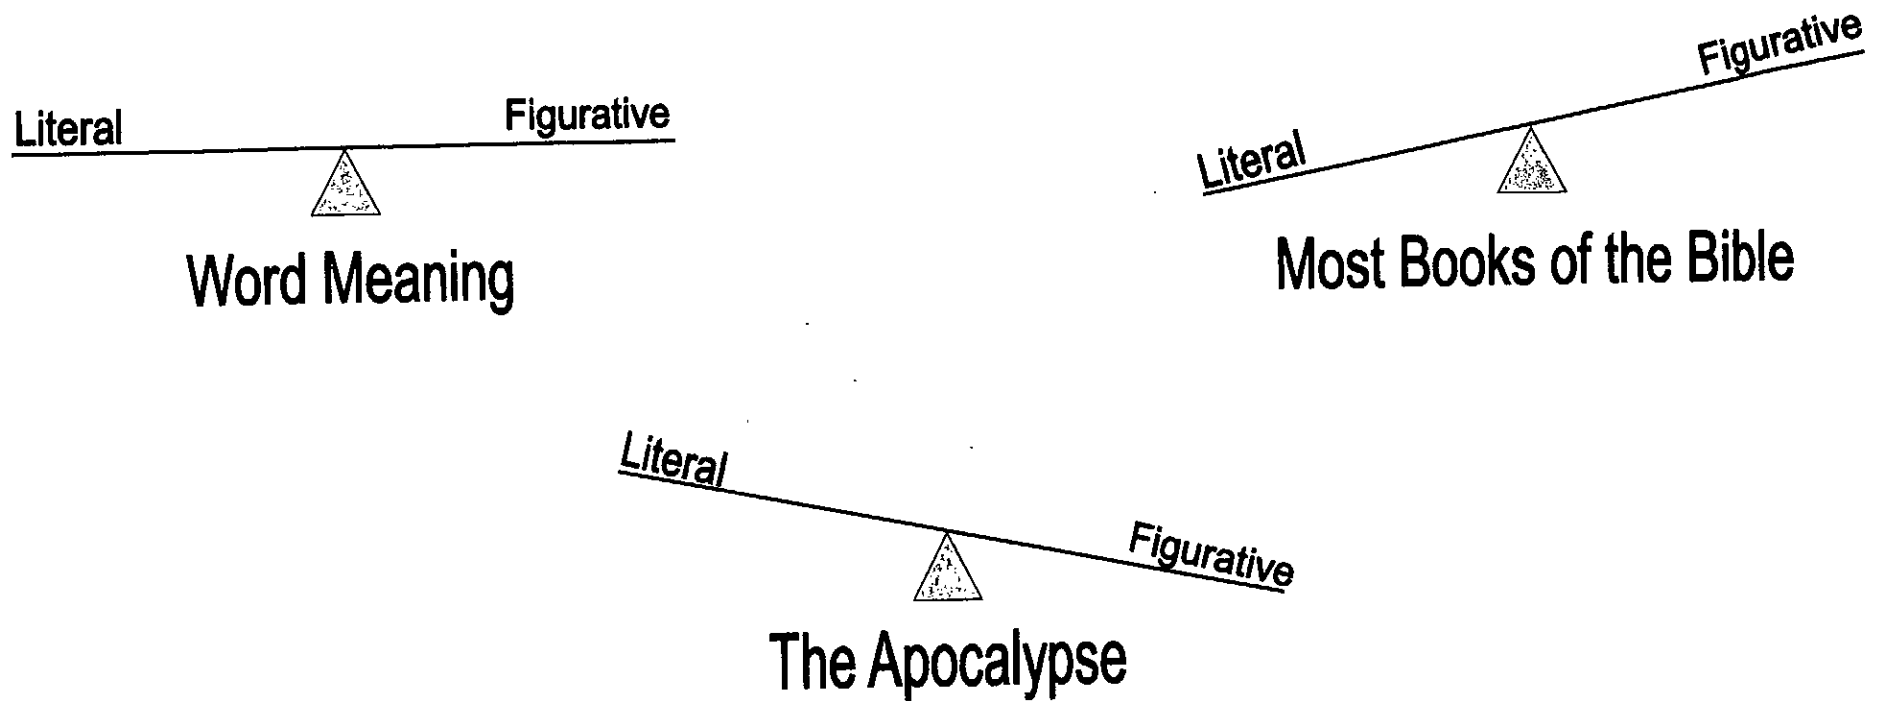 Literal
Figurative
Word Meaning
Literal
Figurative
Most Books of the Bible
Literal
Figurative
The Apocalypse